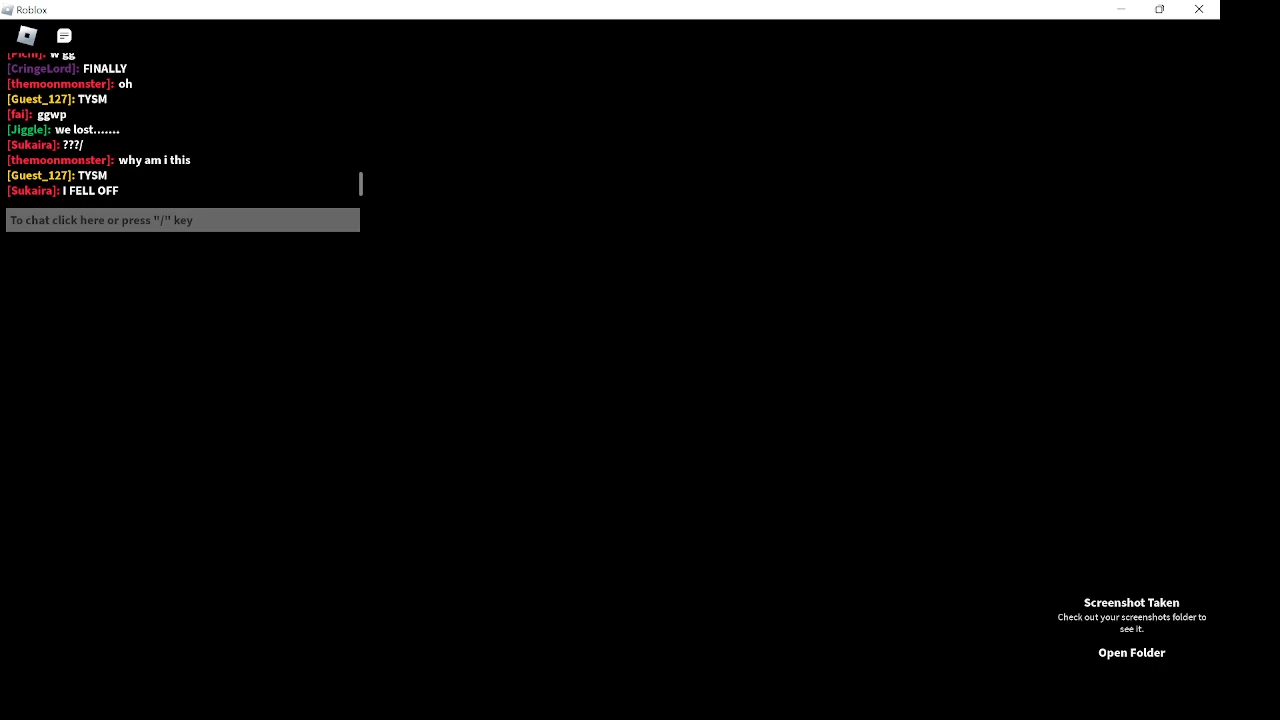 Roblox
[Pichi]: w gg
[CringeLord]: FINALLY
[themoonmonster]: oh
[Guest_127]: TYSM
[fai]: ggwp
[Jiggle]: we lost.......
[Sukaira]: ???/
[themoonmonster]: why am i this
[Guest_127]: TYSM
[Sukaira]: I FELL OFF
To chat click here or press "/" key
Screenshot Taken
Check out your screenshots folder to
see it.
Open Folder